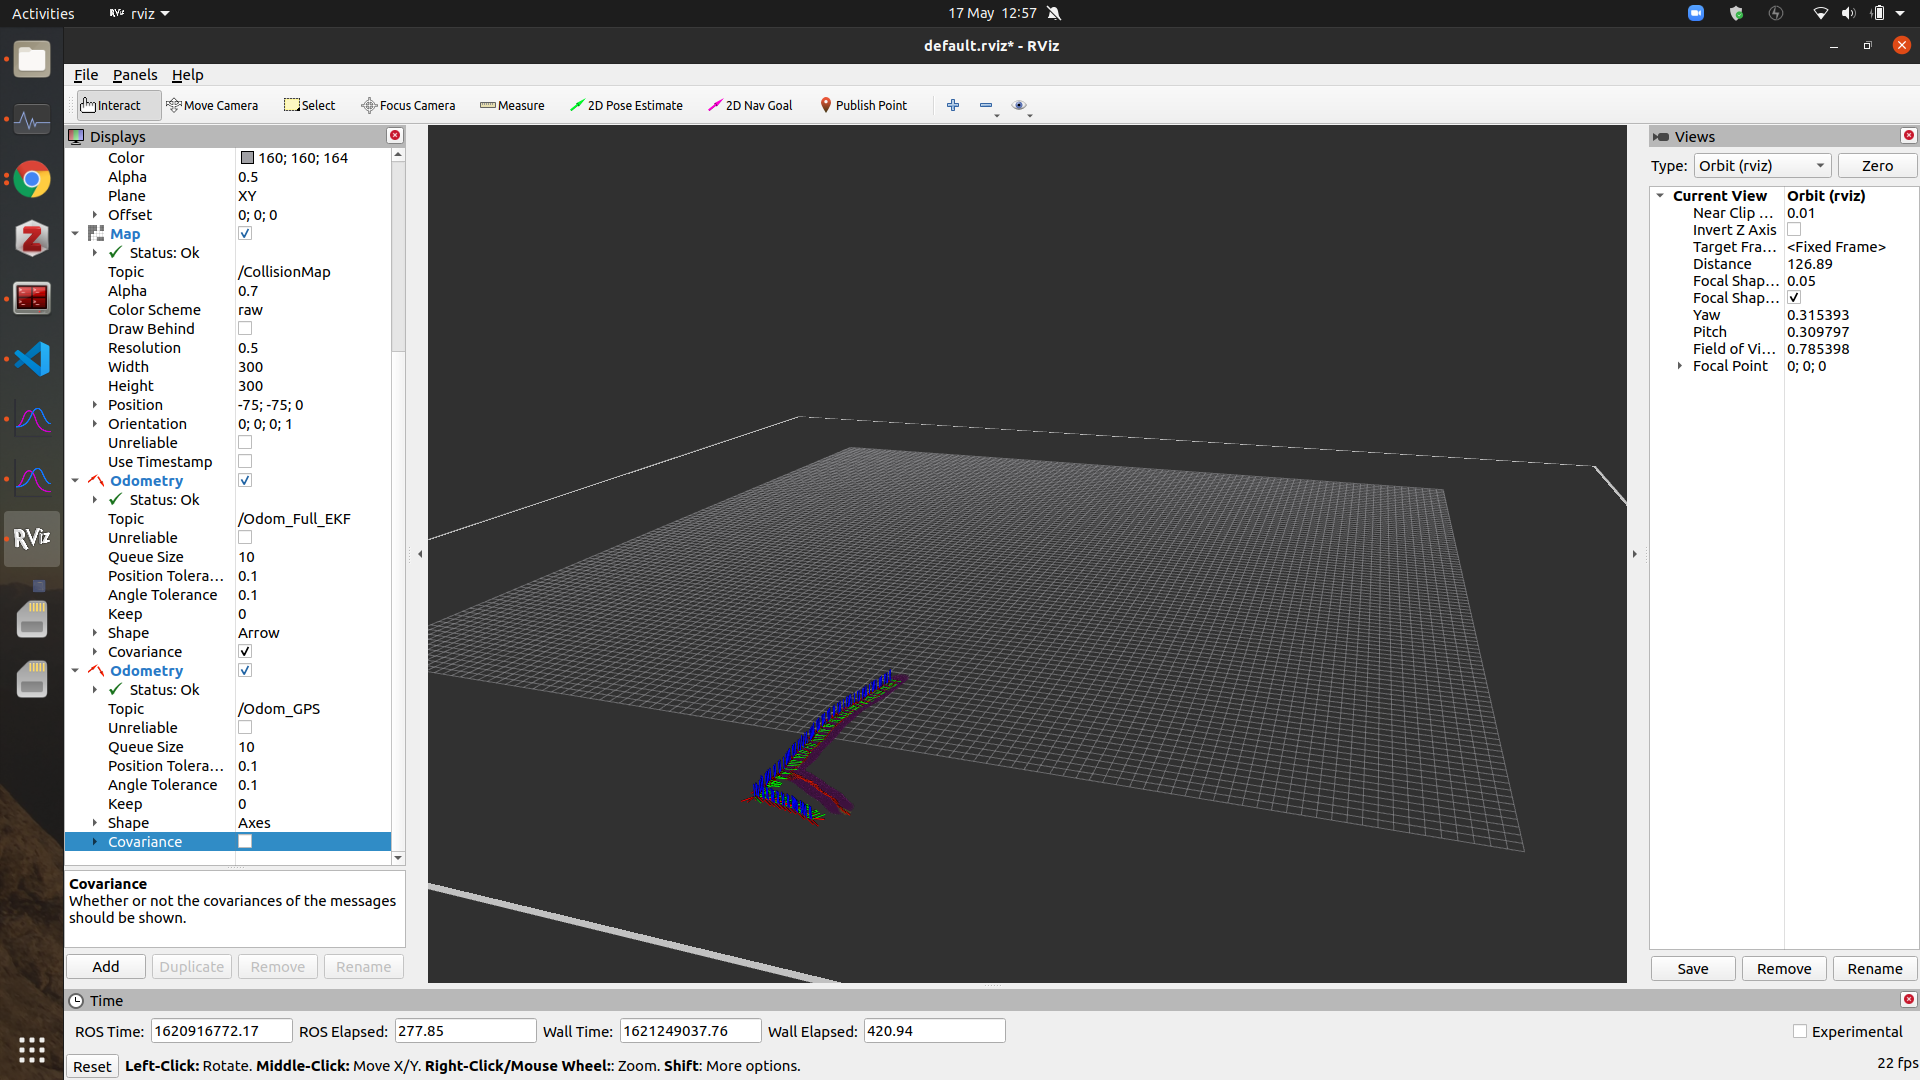 Activities
RViz rviz
17 May 12:57
default.rviz* - RViz
File Panels Help
Interact Move Camera Select Focus Camera Measure 2D Pose Estimate 2D Nav Goal Publish Point
Displays
Color 160; 160; 164
Alpha 0.5
Plane XY
Offset 0; 0; 0
Map
Status: Ok
Topic /CollisionMap
Alpha 0.7
Color Scheme raw
Draw Behind
Resolution 0.5
Width 300
Height 300
Position -75; -75; 0
Orientation 0; 0; 0; 1
Unreliable
Use Timestamp
Odometry
Status: Ok
Topic /Odom_Full_EKF
Unreliable
Queue Size 10
Position Tolera... 0.1
Angle Tolerance 0.1
Keep 0
Shape Arrow
Covariance
Odometry
Status: Ok
Topic /Odom_GPS
Unreliable
Queue Size 10
Position Tolera... 0.1
Angle Tolerance 0.1
Keep 0
Shape Axes
Covariance
Covariance
Whether or not the covariances of the messages
should be shown.
Add Duplicate Remove Rename
RViz
Views
Type: Orbit (rviz) Zero
Current View Orbit (rviz)
Near Clip ... 0.01
Invert Z Axis
Target Fra... <Fixed Frame>
Distance 126.89
Focal Shap... 0.05
Focal Shap...
Yaw 0.315393
Pitch 0.309797
Field of Vi... 0.785398
Focal Point 0; 0; 0
Save Remove Rename
Time
ROS Time: 1620916772.17 ROS Elapsed: 277.85 Wall Time: 1621249037.76 Wall Elapsed: 420.94 Experimental
Reset Left-Click: Rotate. Middle-Click: Move X/Y. Right-Click/Mouse Wheel:: Zoom. Shift: More options. 22 fps